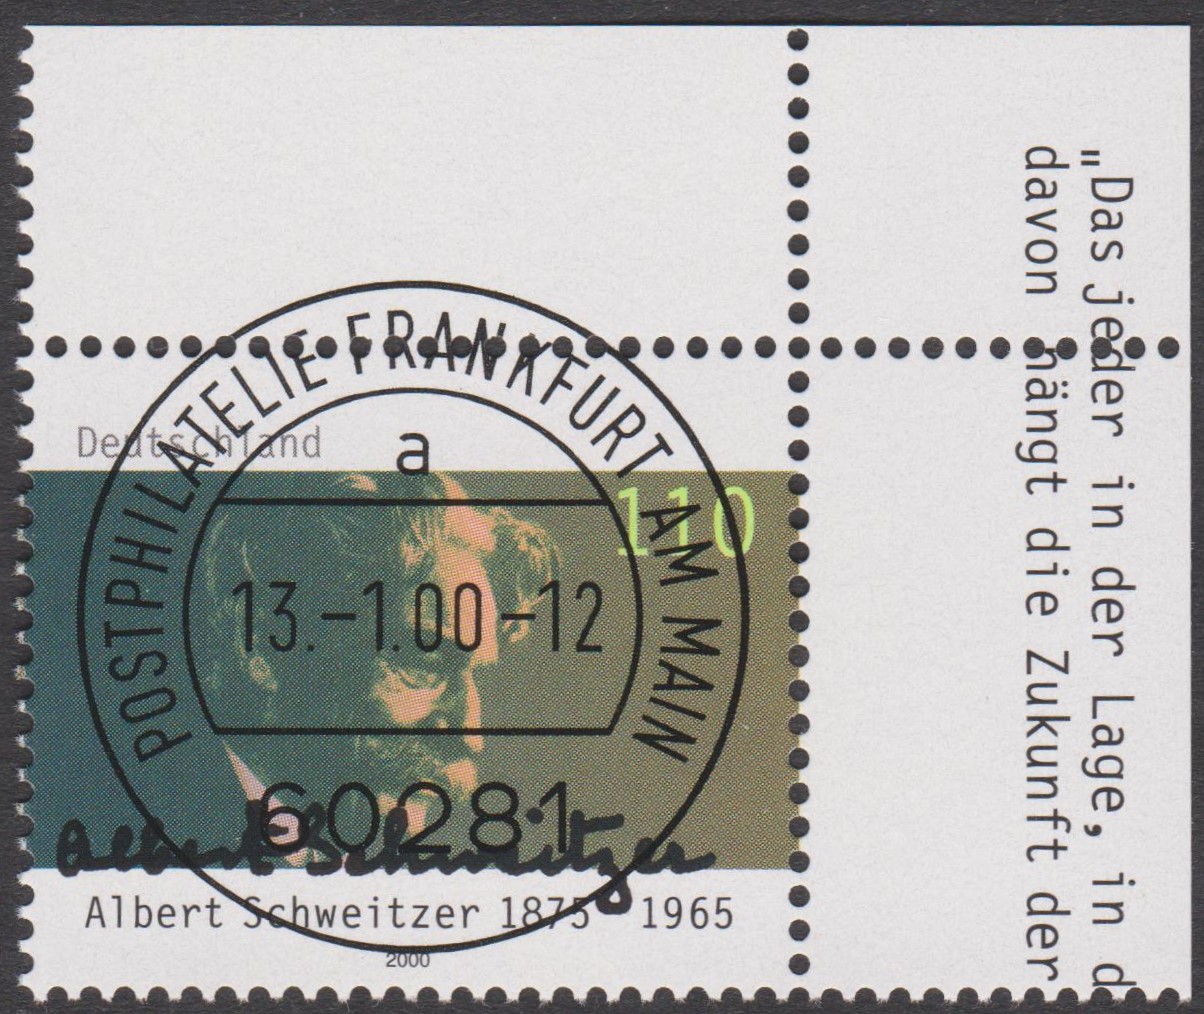 Deutschland
110
POSTPHILATELIE FRANKFURT AM MAIN
a
13.-1.00-12
60281
Albert Schweitzer
Albert Schweitzer 1875 1965
2000
„Das jeder in der Lage, in d
davon hängt die Zukunft der